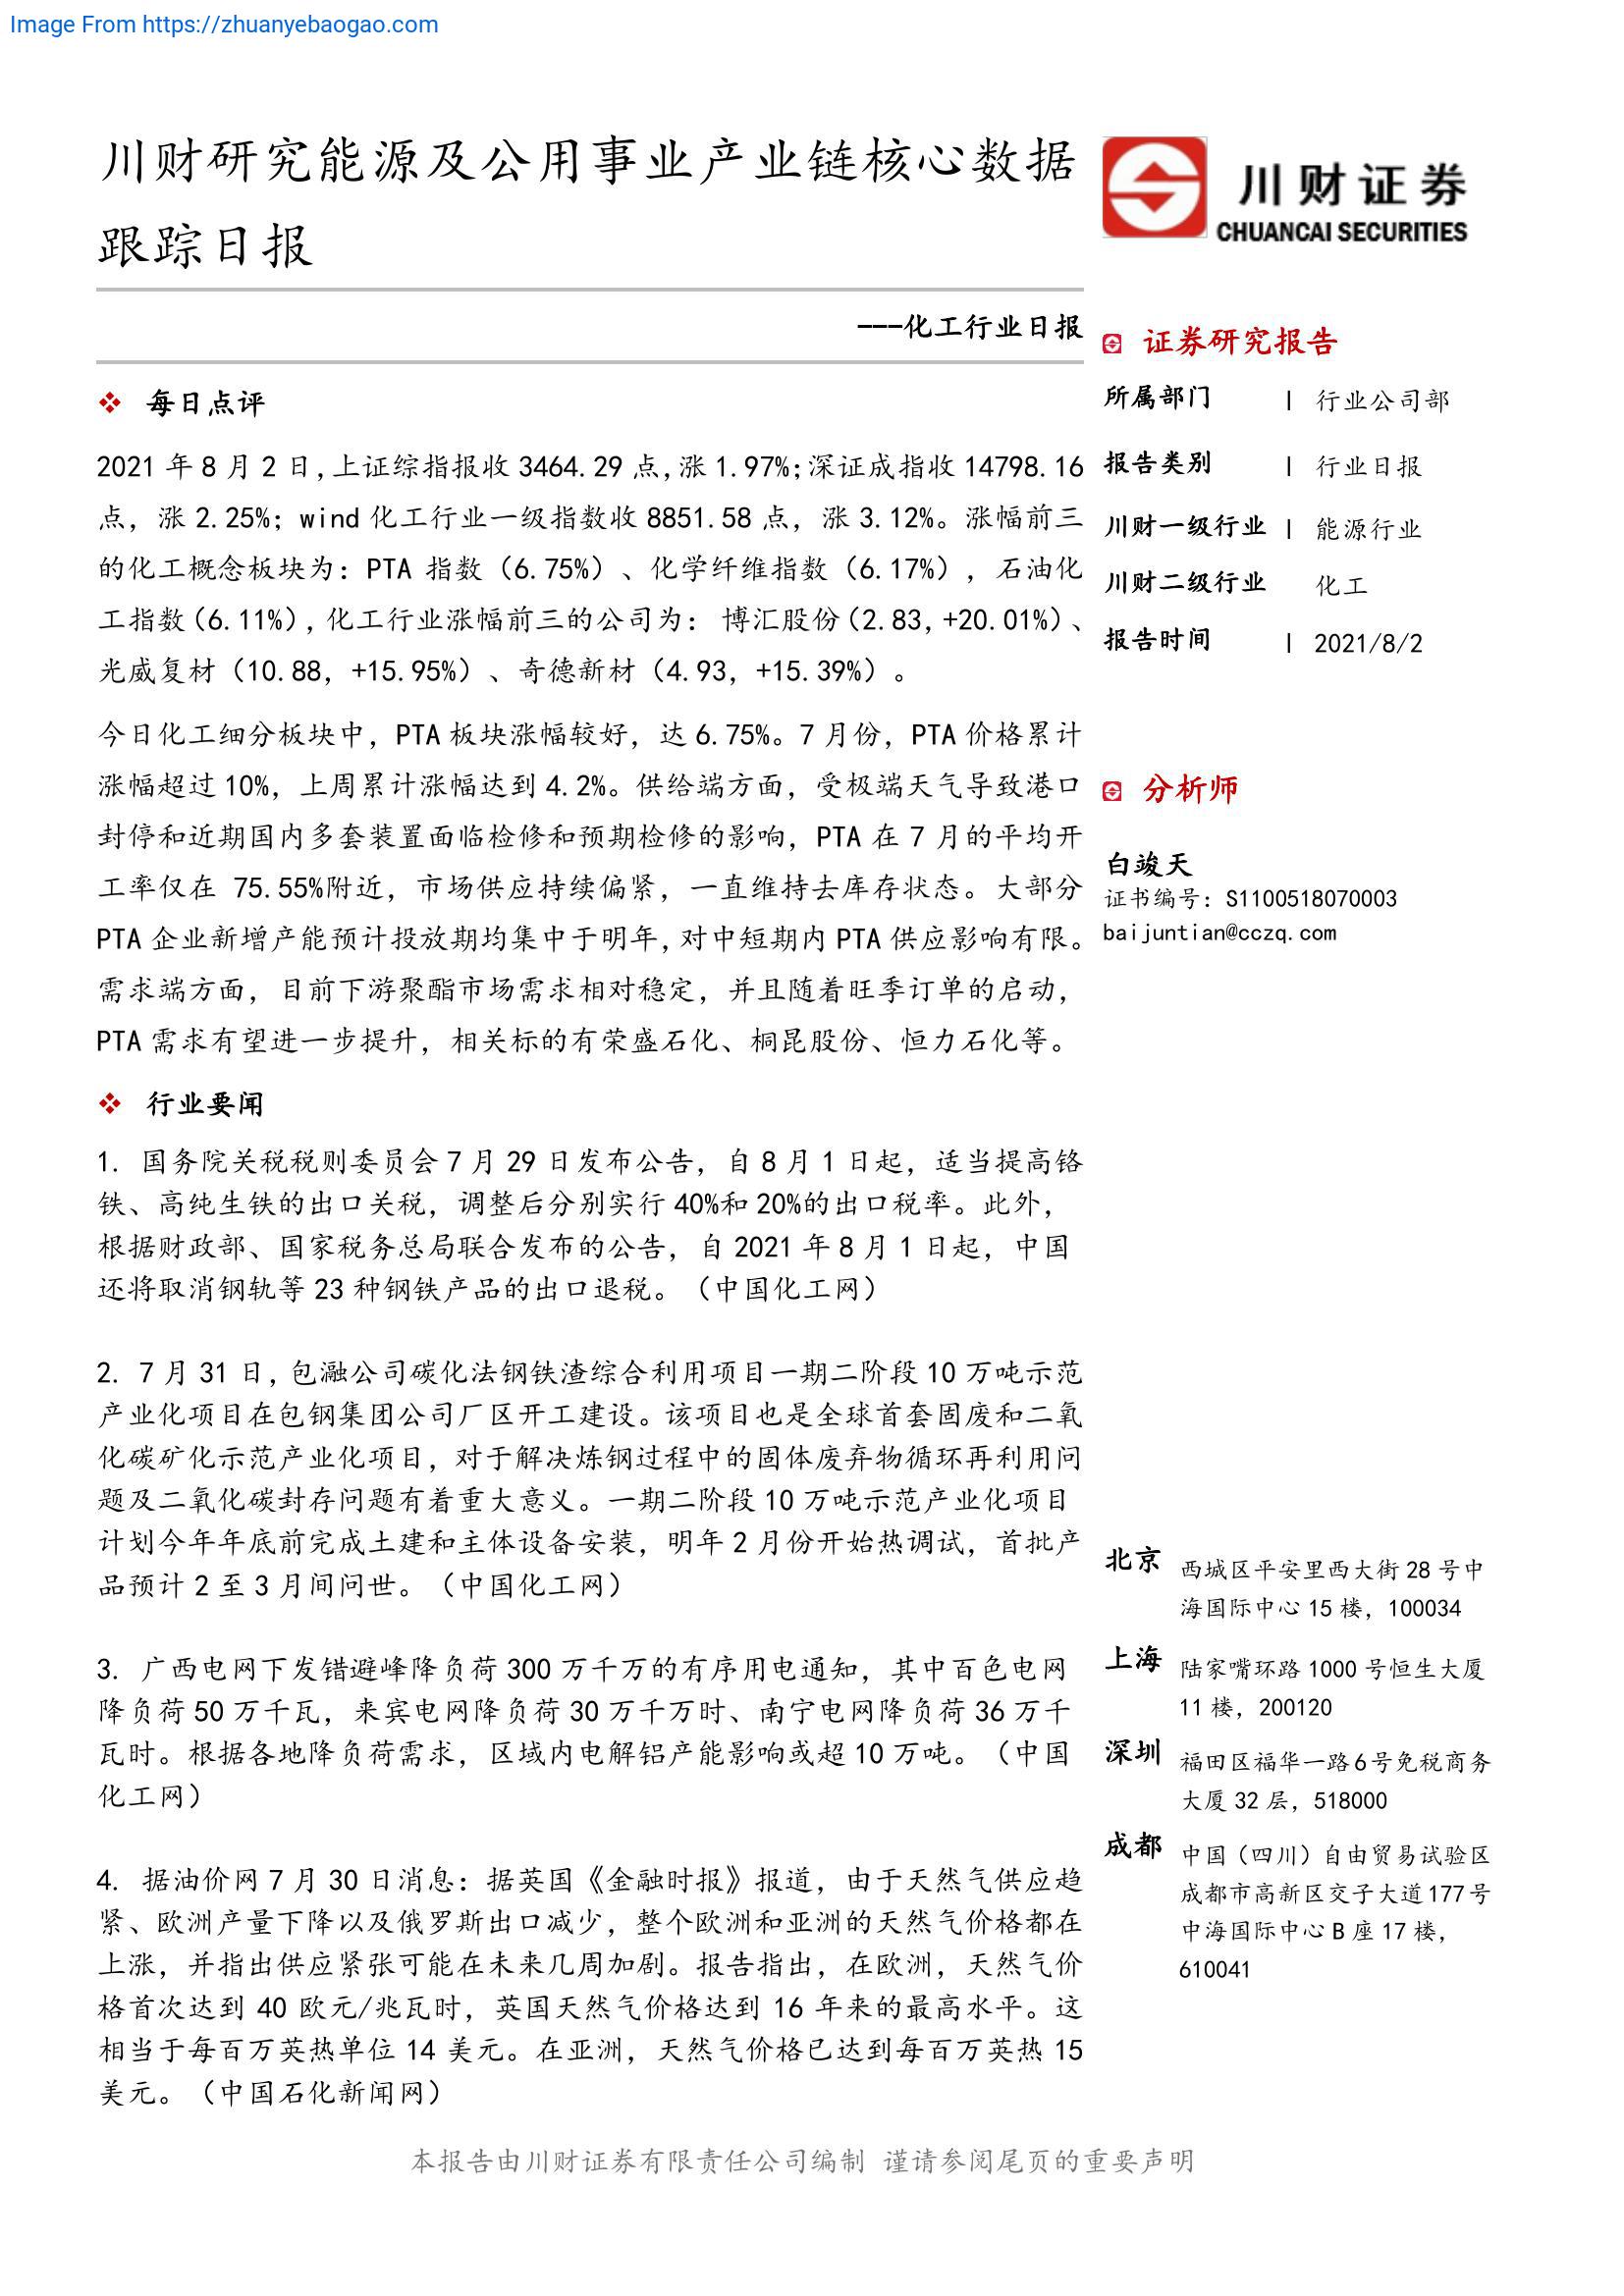 Image From https://zhuanyebaogao.com
川财研究能源及公用事业产业链核心数据
跟踪日报
---化工行业日报
每日点评
2021 年 8 月 2 日,上证综指报收 3464.29 点,涨 1.97%;深证成指收 14798.16
点，涨 2.25%；wind 化工行业一级指数收 8851.58 点，涨 3.12%。涨幅前三
的化工概念板块为：PTA 指数（6.75%）、化学纤维指数（6.17%），石油化
工指数(6.11%),化工行业涨幅前三的公司为： 博汇股份(2.83,+20.01%)、
光威复材（10.88，+15.95%）、奇德新材（4.93，+15.39%）。
今日化工细分板块中，PTA 板块涨幅较好，达 6.75%。7 月份，PTA 价格累计
涨幅超过 10%，上周累计涨幅达到 4.2%。供给端方面，受极端天气导致港口
封停和近期国内多套装置面临检修和预期检修的影响，PTA 在 7 月的平均开
工率仅在 75.55%附近，市场供应持续偏紧，一直维持去库存状态。大部分
PTA 企业新增产能预计投放期均集中于明年,对中短期内 PTA 供应影响有限。
需求端方面，目前下游聚酯市场需求相对稳定，并且随着旺季订单的启动，
PTA 需求有望进一步提升，相关标的有荣盛石化、桐昆股份、恒力石化等。
行业要闻
1. 国务院关税税则委员会 7 月 29 日发布公告，自 8 月 1 日起，适当提高铬
铁、高纯生铁的出口关税，调整后分别实行 40%和 20%的出口税率。此外，
根据财政部、国家税务总局联合发布的公告，自 2021 年 8 月 1 日起，中国
还将取消钢轨等 23 种钢铁产品的出口退税。（中国化工网）
2. 7 月 31 日,包融公司碳化法钢铁渣综合利用项目一期二阶段 10 万吨示范
产业化项目在包钢集团公司厂区开工建设。该项目也是全球首套固废和二氧
化碳矿化示范产业化项目，对于解决炼钢过程中的固体废弃物循环再利用问
题及二氧化碳封存问题有着重大意义。一期二阶段 10 万吨示范产业化项目
计划今年年底前完成土建和主体设备安装，明年 2 月份开始热调试，首批产
品预计 2 至 3 月间问世。（中国化工网）
3. 广西电网下发错避峰降负荷 300 万千万的有序用电通知，其中百色电网
降负荷 50 万千瓦，来宾电网降负荷 30 万千万时、南宁电网降负荷 36 万千
瓦时。根据各地降负荷需求，区域内电解铝产能影响或超 10 万吨。（中国
化工网）
4. 据油价网 7 月 30 日消息：据英国《金融时报》报道，由于天然气供应趋
紧、欧洲产量下降以及俄罗斯出口减少，整个欧洲和亚洲的天然气价格都在
上涨，并指出供应紧张可能在未来几周加剧。报告指出，在欧洲，天然气价
格首次达到 40 欧元/兆瓦时，英国天然气价格达到 16 年来的最高水平。这
相当于每百万英热单位 14 美元。在亚洲，天然气价格已达到每百万英热 15
美元。（中国石化新闻网）
川财证券
CHUANCAI SECURITIES
证券研究报告
所属部门 | 行业公司部
报告类别 | 行业日报
川财一级行业 | 能源行业
川财二级行业 化工
报告时间 | 2021/8/2
分析师
白竣天
证书编号：S1100518070003
baijuntian@cczq.com
北京 西城区平安里西大街 28 号中
海国际中心 15 楼，100034
上海 陆家嘴环路 1000 号恒生大厦
11 楼，200120
深圳 福田区福华一路 6 号免税商务
大厦 32 层，518000
成都 中国（四川）自由贸易试验区
成都市高新区交子大道 177 号
中海国际中心 B 座 17 楼，
610041
本报告由川财证券有限责任公司编制 谨请参阅尾页的重要声明